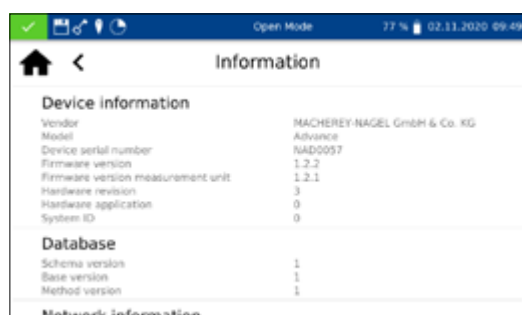 Open Mode 77 % 02.11.2020 09:49
Information
Device information
Vendor MACHEREY-NAGEL GmbH & Co. KG
Model Advance
Device serial number NAD0057
Firmware version 1.2.2
Firmware version measurement unit 1.2.1
Hardware revision 3
Hardware application 0
System ID 0
Database
Schema version 1
Base version 1
Method version 1
Network information